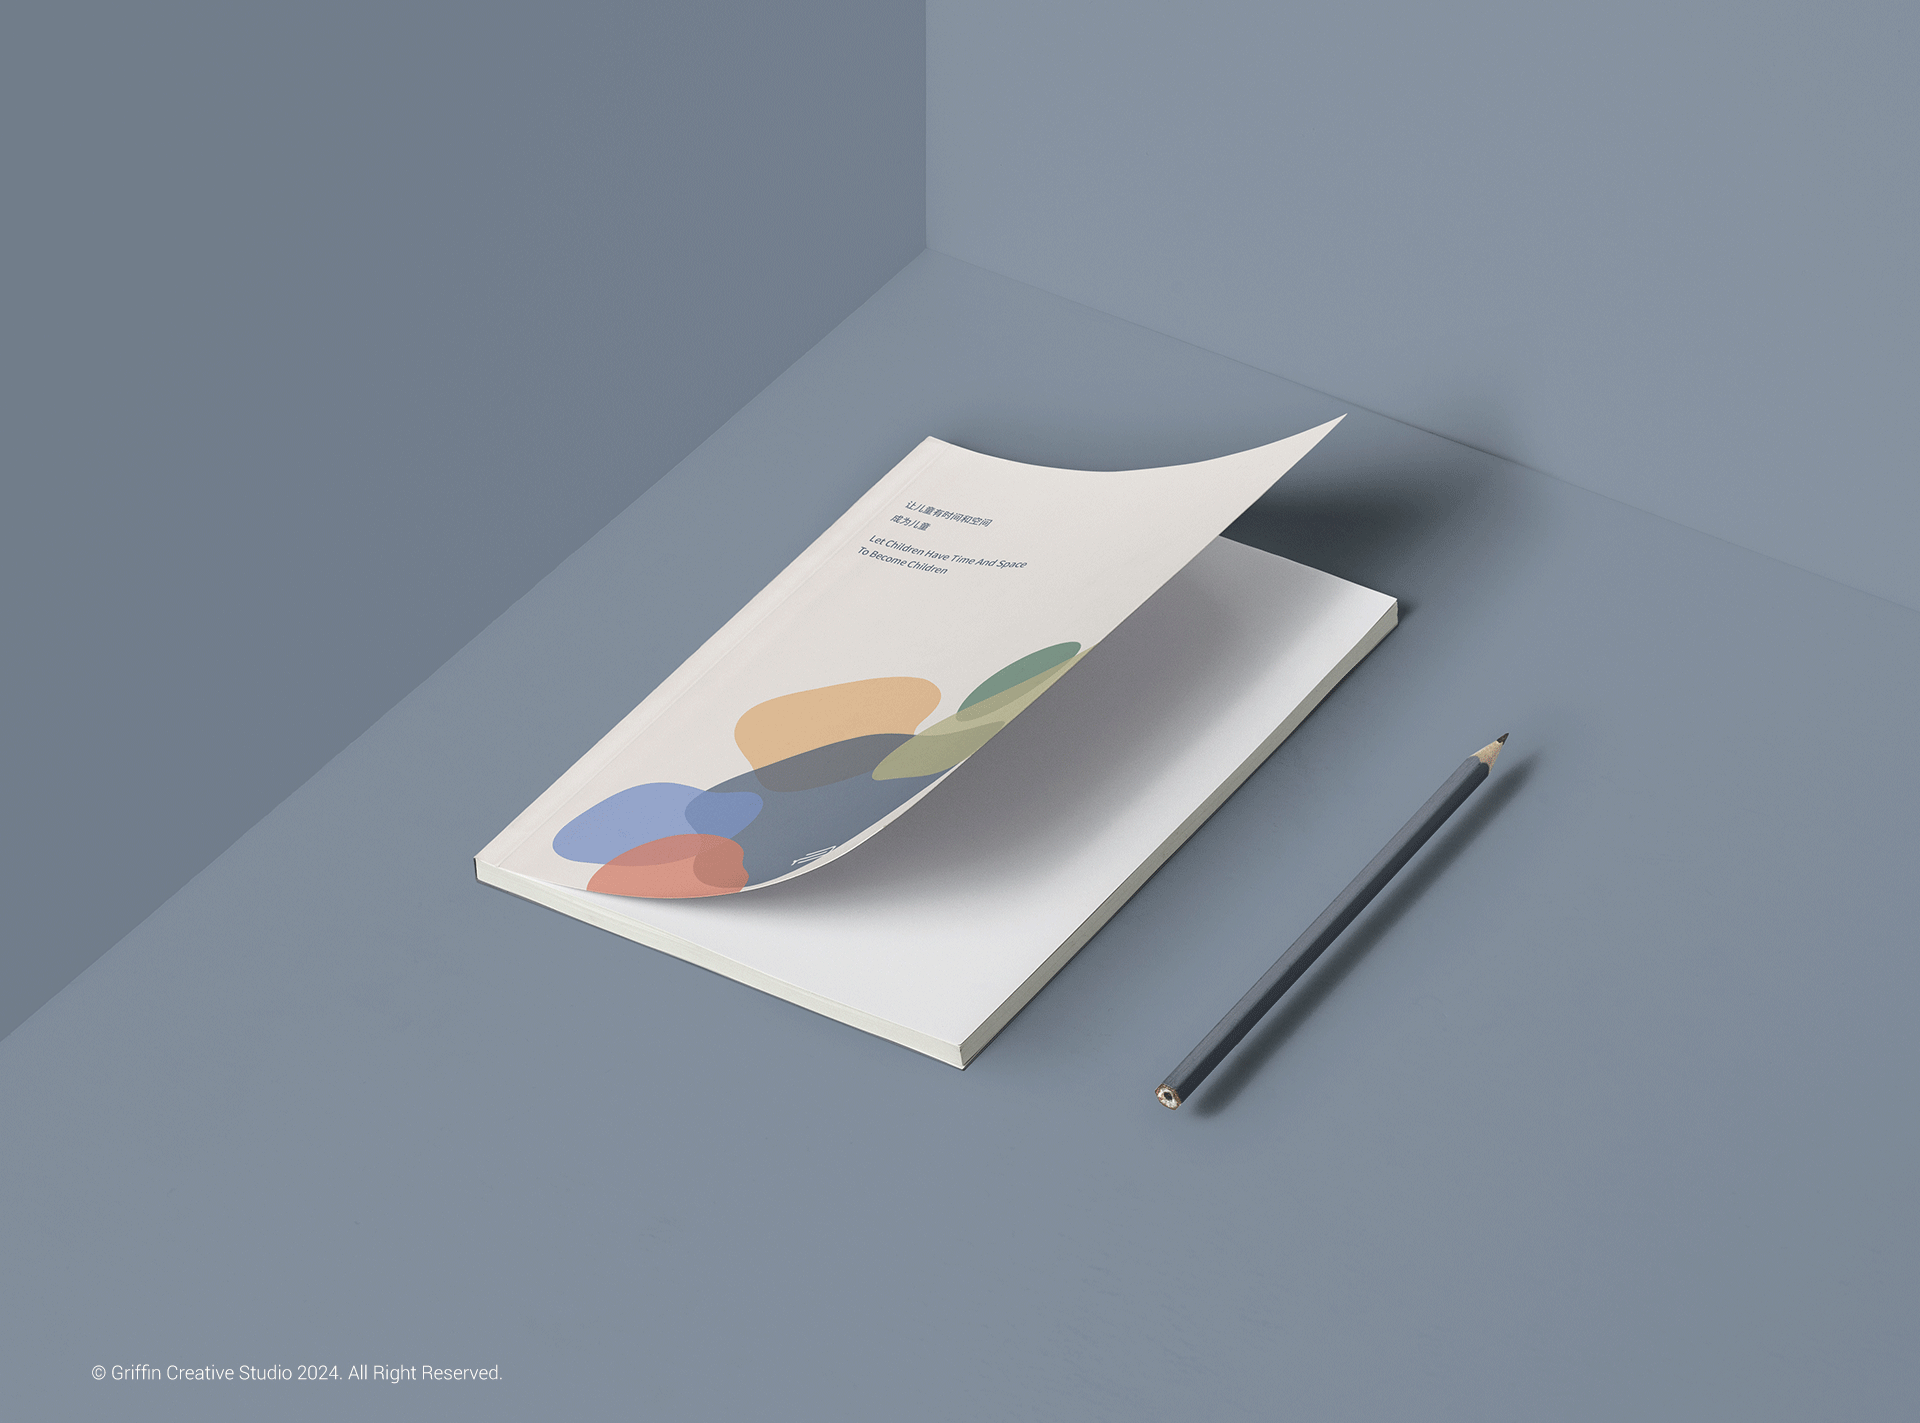 让儿童有时间和空间
成为儿童
Let Children Have Time And Space
To Become Children
© Griffin Creative Studio 2024. All Right Reserved.